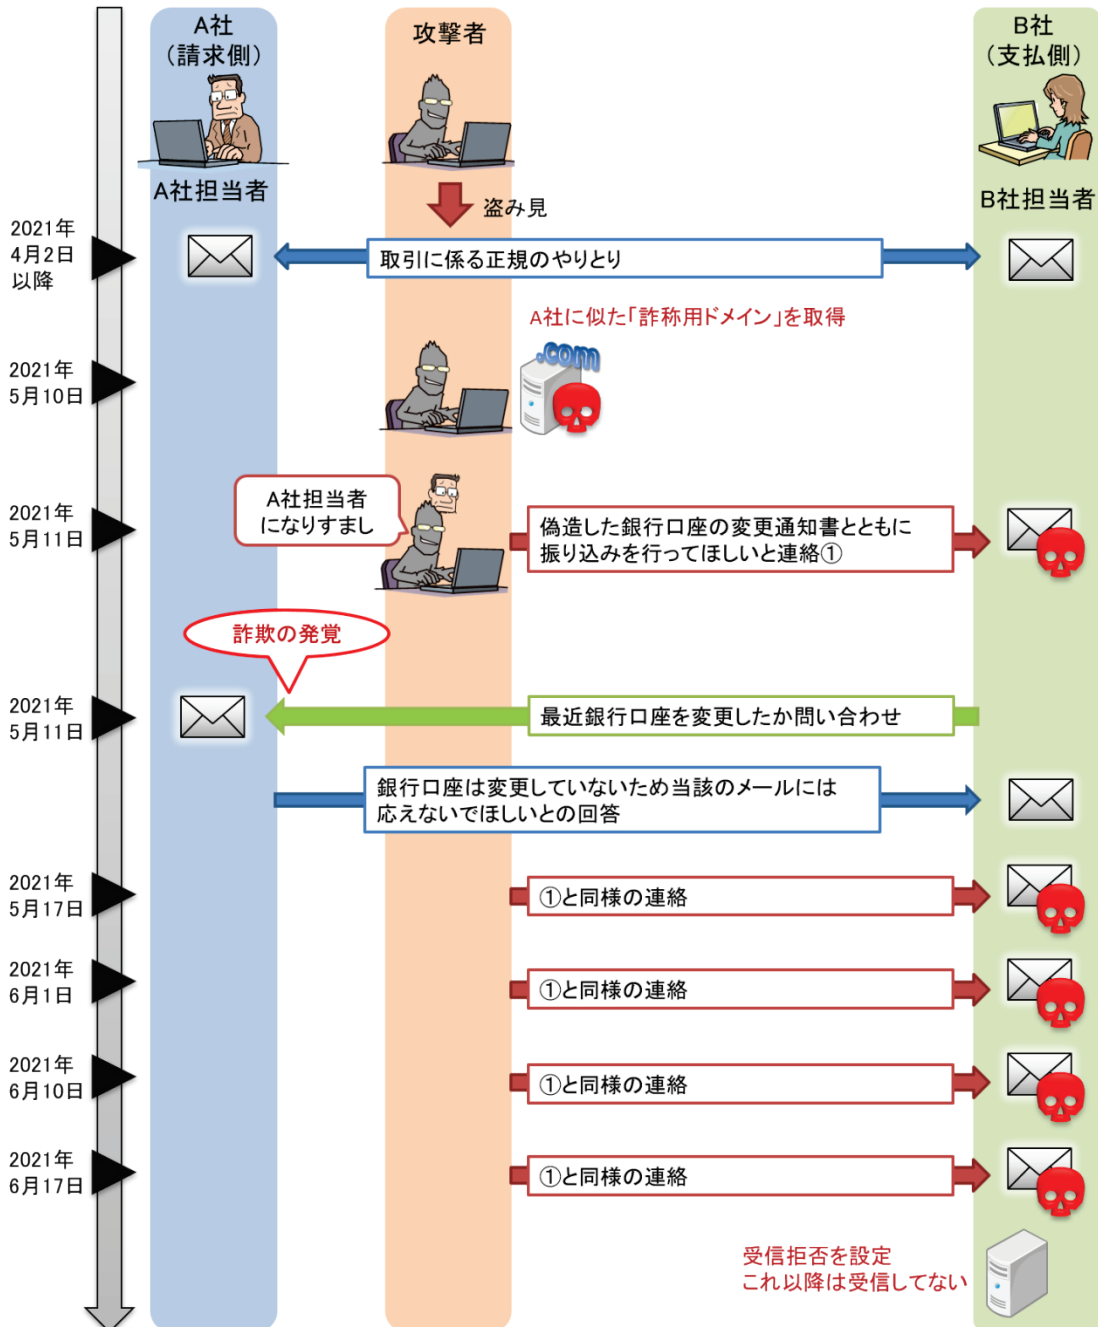 A社
（請求側）
攻撃者
B社
（支払側）
A社担当者
B社担当者
盗み見
2021年
4月2日
以降
取引に係る正規のやりとり
A社に似た「詐称用ドメイン」を取得
.com
2021年
5月10日
A社担当者
になりすまし
2021年
5月11日
偽造した銀行口座の変更通知書とともに
振り込みを行ってほしいと連絡①
詐欺の発覚
2021年
5月11日
最近銀行口座を変更したか問い合わせ
銀行口座は変更していないため当該のメールには
応えないでほしいとの回答
2021年
5月17日
①と同様の連絡
2021年
6月1日
①と同様の連絡
2021年
6月10日
①と同様の連絡
2021年
6月17日
①と同様の連絡
受信拒否を設定
これ以降は受信してない